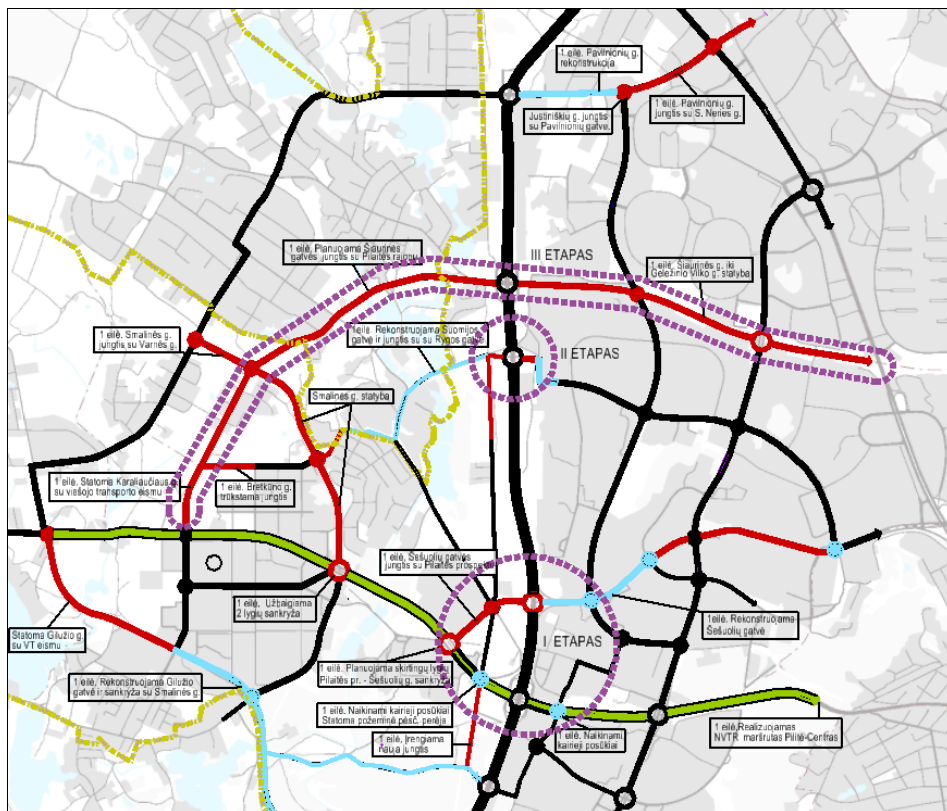 1 eilė. Pavilnionių g.
rekonstrukcija
Justiniškių g. jungtis
su Pavilnionių gatve.
1 eilė. Pavilnionių g.
jungtis su S. Neries g.
1 eilė. Planuojama Šiaurinės
gatvės jungtis su Pilaitės rajonu
III ETAPAS
1 eilė. Šiaurinės g. iki
Geležinio Vilko g. statyba
1 eilė. Smalinės g.
jungtis su Varnės g.
1 eilė. Rekonstruojama Suomijos
gatvė ir jungtis su su Rygos gatve
II ETAPAS
Smalinės g. statyba
1 eilė. Statoma Karaliaučiaus g.
su visšojo transporto eismu
1 eilė. Bretkūno g.
trūkstama jungtis
1 eilė. Šešuolių gatvės
jungtis su Pilaitės prospektu
1 eilė. Užbaigiama
2 lygių sankryža
Statoma Gilužio g.
su VT eismu
I ETAPAS
1 eilė. Rekonstruojama
Šešuolių gatvė
1 eilė. Planuojama skirtingų lygių
Pilaitės pr. - Šešuolių g. sankryža
1 eilė. Rekonstruojama Gilužio
gatvė ir sankryža su Smalinės g.
1 eilė. Naikinami kairieji posūkiai
Statoma požeminė pėsč. perėja
1 eilė. Įrengiama
nauja jungtis
1 eilė. Naikinami
kairieji posūkiai
1 eilė. Realizuojamas
NVTR maršrutas Pilitė-Centras